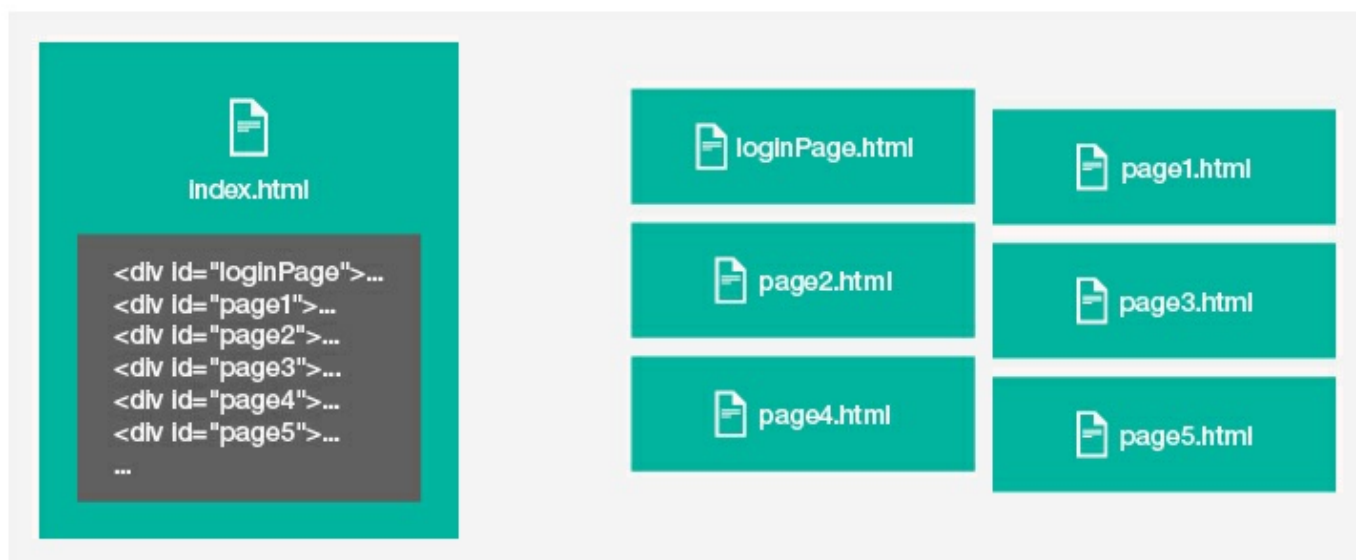 index.html
<div id="loginPage">...
<div id="page1">...
<div id="page2">...
<div id="page3">...
<div id="page4">...
<div id="page5">...
...
loginPage.html
page1.html
page2.html
page3.html
page4.html
page5.html